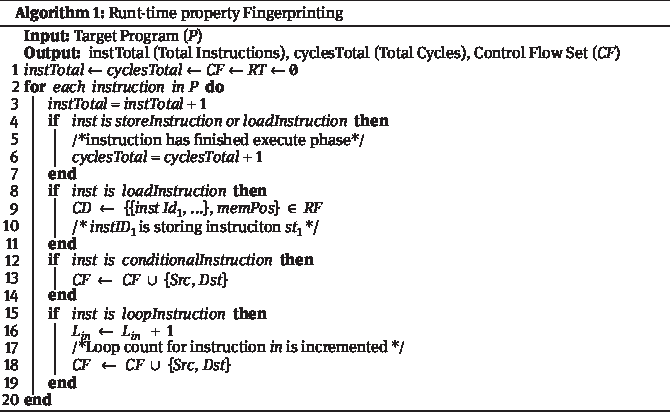 Algorithm 1: Runt-time property Fingerprinting
Input: Target Program (P)
Output: instTotal (Total Instructions), cyclesTotal (Total Cycles), Control Flow Set (CF)
1 instTotal ← cyclesTotal ← CF ← RT ← 0
2 for each instruction in P do
3 instTotal = instTotal + 1
4 if inst is storeInstruction or loadInstruction then
5 /*instruction has finished execute phase*/
6 cyclesTotal = cyclesTotal + 1
7 end
8 if inst is loadInstruction then
9 CD ← {{inst Id₁, ...}, memPos} ∈ RF
10 /* instID₁ is storing instruciton st₁ */
11 end
12 if inst is conditionalInstruction then
13 CF ← CF ∪ {Src, Dst}
14 end
15 if inst is loopInstruction then
16 L_in ← L_in + 1
17 /*Loop count for instruction in is incremented */
18 CF ← CF ∪ {Src, Dst}
19 end
20 end